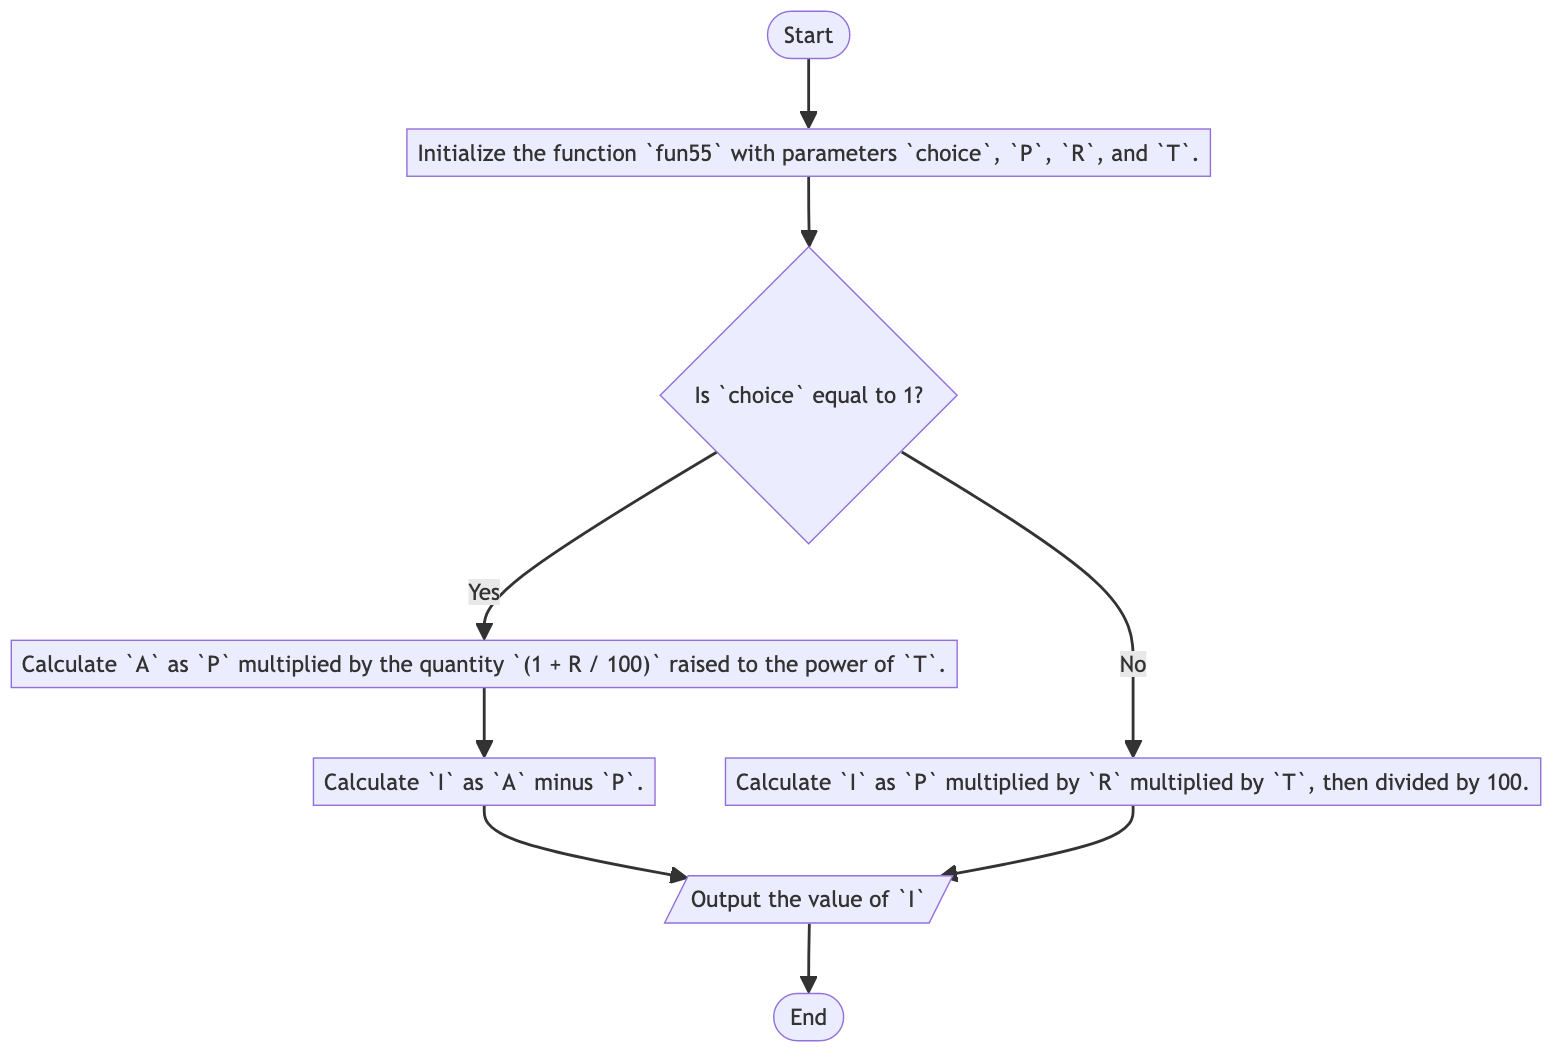 Start
Initialize the function `fun55` with parameters `choice`, `P`, `R`, and `T`.
Is `choice` equal to 1?
Yes
No
Calculate `A` as `P` multiplied by the quantity `(1 + R / 100)` raised to the power of `T`.
Calculate `I` as `A` minus `P`.
Calculate `I` as `P` multiplied by `R` multiplied by `T`, then divided by 100.
Output the value of `I`
End